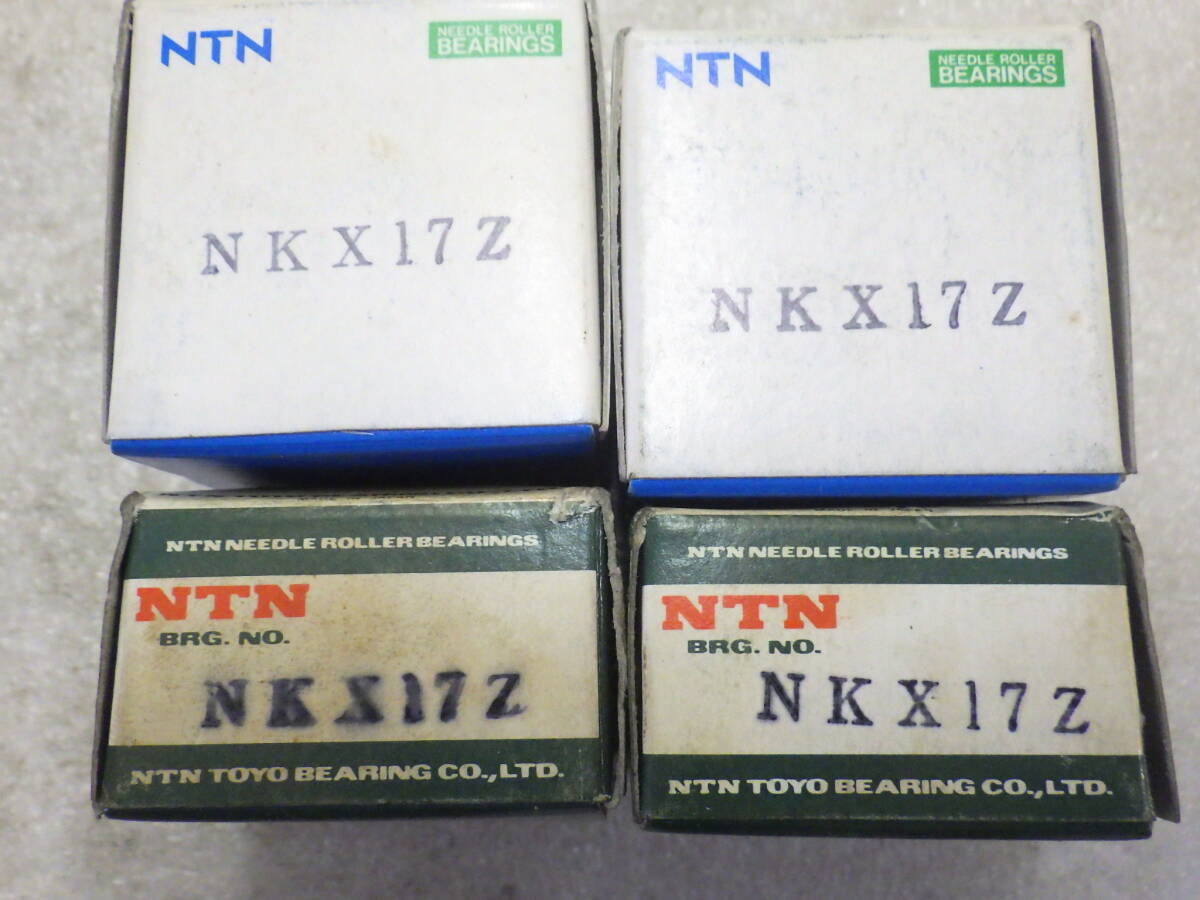 NTN
NEEDLE ROLLER
BEARINGS
NKX17Z
NTN
NEEDLE ROLLER
BEARINGS
NKX17Z
NTN NEEDLE ROLLER BEARINGS
NTN
BRG. NO.
NKX17Z
NTN TOYO BEARING CO.,LTD.
NTN NEEDLE ROLLER BEARINGS
NTN
BRG. NO.
NKX17Z
NTN TOYO BEARING CO.,LTD.